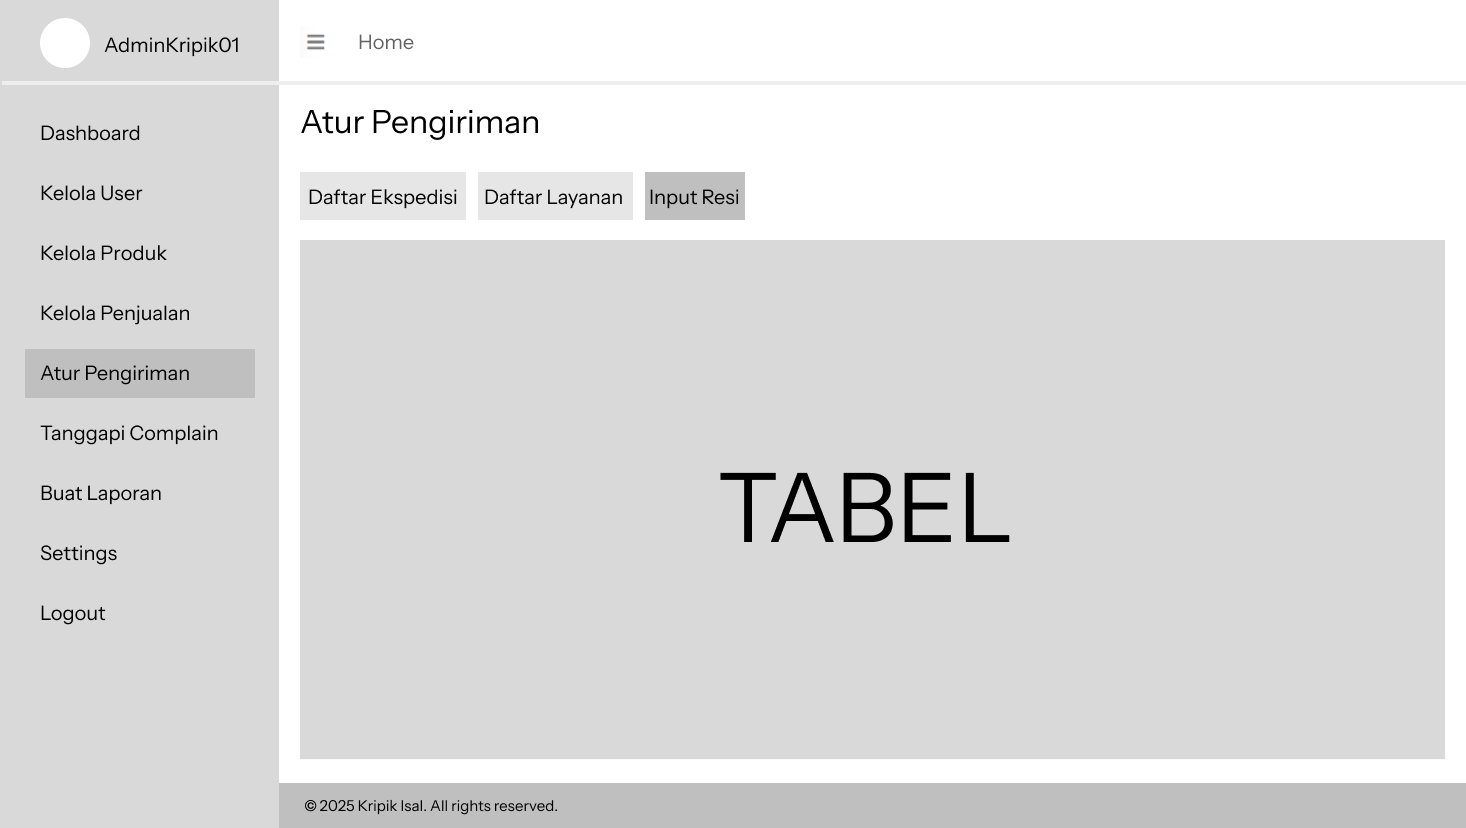 AdminKripik01
Home
Dashboard
Kelola User
Kelola Produk
Kelola Penjualan
Atur Pengiriman
Tanggapi Complain
Buat Laporan
Settings
Logout
Atur Pengiriman
Daftar Ekspedisi
Daftar Layanan
Input Resi
TABEL
© 2025 Kripik Isal. All rights reserved.